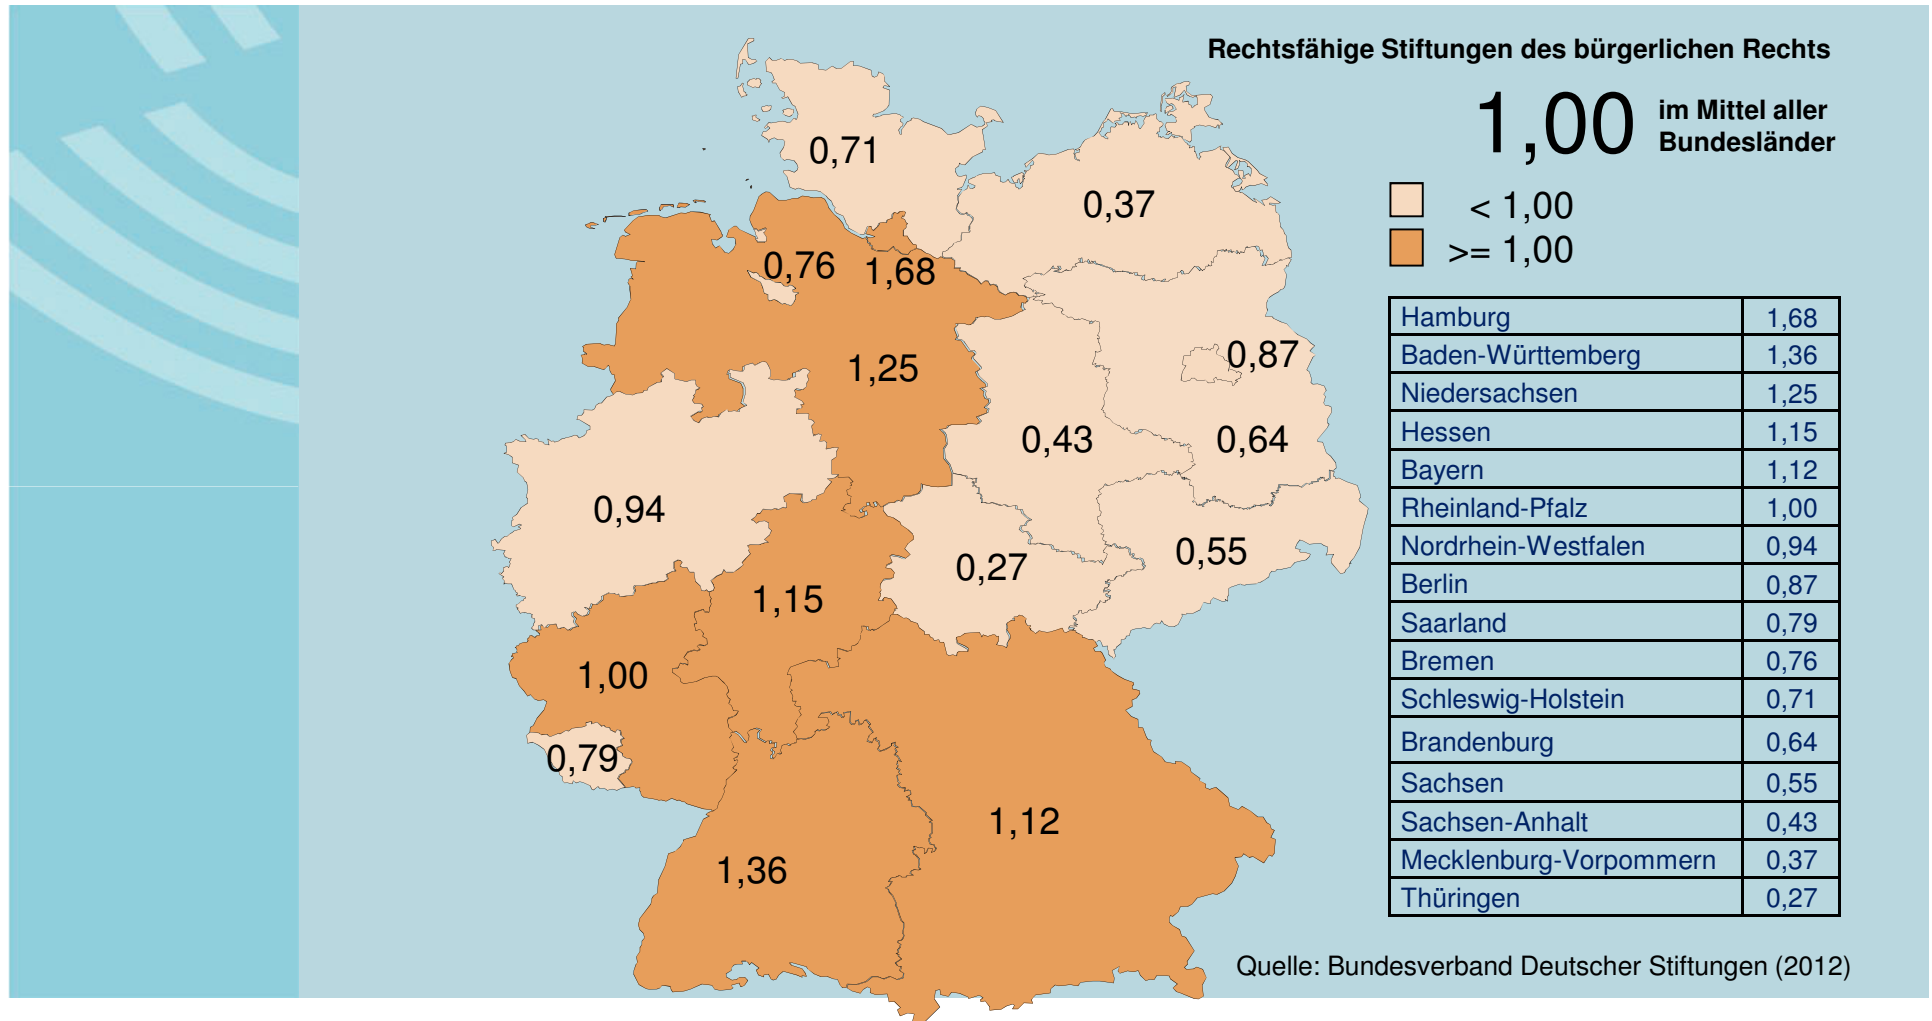 Rechtsfähige Stiftungen des bürgerlichen Rechts
1,00 im Mittel aller
Bundesländer
< 1,00
>= 1,00
0,71
0,37
0,76 1,68
1,25
0,87
0,43
0,64
0,94
0,27
0,55
1,15
1,00
0,79
1,12
1,36
Hamburg 1,68
Baden-Württemberg 1,36
Niedersachsen 1,25
Hessen 1,15
Bayern 1,12
Rheinland-Pfalz 1,00
Nordrhein-Westfalen 0,94
Berlin 0,87
Saarland 0,79
Bremen 0,76
Schleswig-Holstein 0,71
Brandenburg 0,64
Sachsen 0,55
Sachsen-Anhalt 0,43
Mecklenburg-Vorpommern 0,37
Thüringen 0,27
Quelle: Bundesverband Deutscher Stiftungen (2012)